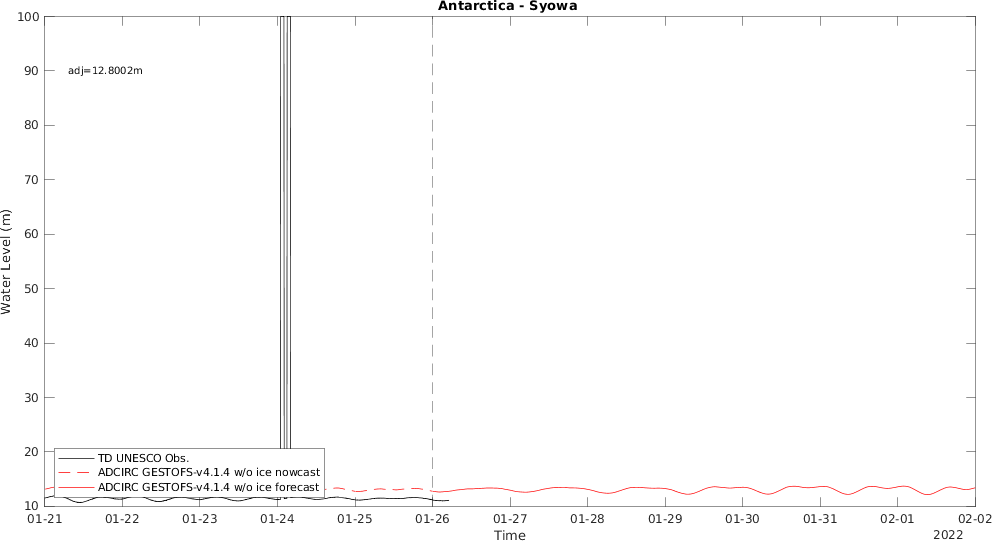 Antarctica - Syowa
100
90
80
70
60
50
40
30
20
10
Water Level (m)
adj=12.8002m
TD UNESCO Obs.
ADCIRC GESTOFS-v4.1.4 w/o ice nowcast
ADCIRC GESTOFS-v4.1.4 w/o ice forecast
01-21 01-22 01-23 01-24 01-25 01-26 01-27 01-28 01-29 01-30 01-31 02-01 02-02
Time
2022